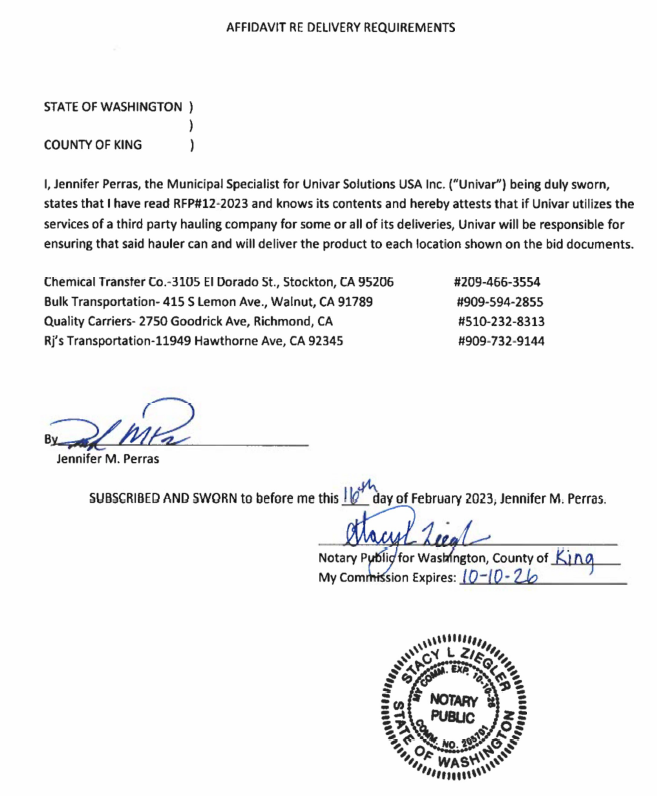 AFFIDAVIT RE DELIVERY REQUIREMENTS
STATE OF WASHINGTON )
)
COUNTY OF KING )
I, Jennifer Perras, the Municipal Specialist for Univar Solutions USA Inc. ("Univar") being duly sworn,
states that I have read RFP#12-2023 and knows its contents and hereby attests that if Univar utilizes the
services of a third party hauling company for some or all of its deliveries, Univar will be responsible for
ensuring that said hauler can and will deliver the product to each location shown on the bid documents.
Chemical Transfer Co.-3105 El Dorado St., Stockton, CA 95206 #209-466-3554
Bulk Transportation- 415 S Lemon Ave., Walnut, CA 91789 #909-594-2855
Quality Carriers- 2750 Goodrick Ave, Richmond, CA #510-232-8313
Rj's Transportation-11949 Hawthorne Ave, CA 92345 #909-732-9144
By
Jennifer M. Perras
SUBSCRIBED AND SWORN to before me this 16th day of February 2023, Jennifer M. Perras.
Notary Public for Washington, County of King
My Commission Expires: 10-10-26
STACY L ZIEGLER
MY COMM. EXP. 10-10-26
NOTARY
PUBLIC
COMM. NO. 205701
STATE OF WASHINGTON